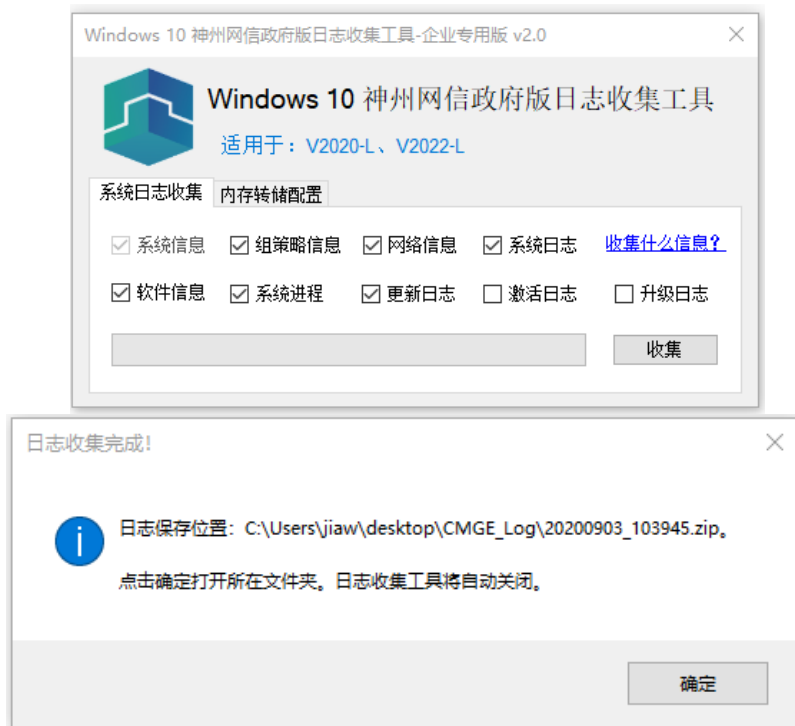 Windows 10 神州网信政府版日志收集工具-企业专用版 v2.0
Windows 10 神州网信政府版日志收集工具
适用于：V2020-L、V2022-L
系统日志收集 内存转储配置
系统信息 组策略信息 网络信息 系统日志 收集什么信息？
软件信息 系统进程 更新日志 激活日志 升级日志
收集
日志收集完成!
日志保存位置：C:\Users\jiaw\desktop\CMGE_Log\20200903_103945.zip。
点击确定打开所在文件夹。日志收集工具将自动关闭。
确定